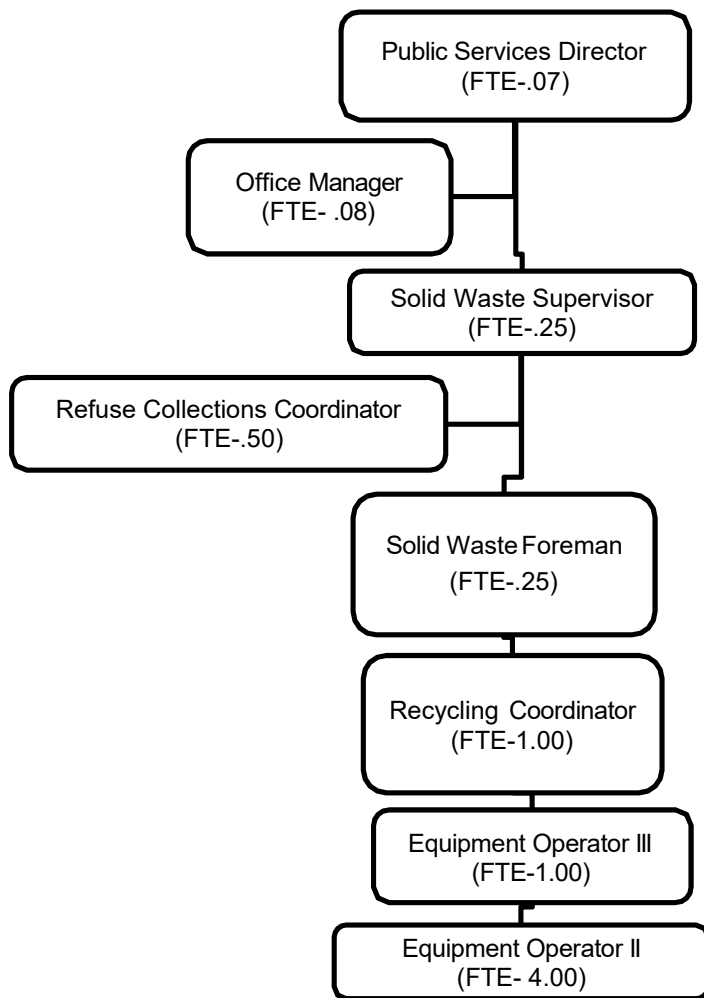 Public Services Director
(FTE-.07)
Office Manager
(FTE- .08)
Solid Waste Supervisor
(FTE-.25)
Refuse Collections Coordinator
(FTE-.50)
Solid Waste Foreman
(FTE-.25)
Recycling Coordinator
(FTE-1.00)
Equipment Operator III
(FTE-1.00)
Equipment Operator II
(FTE- 4.00)